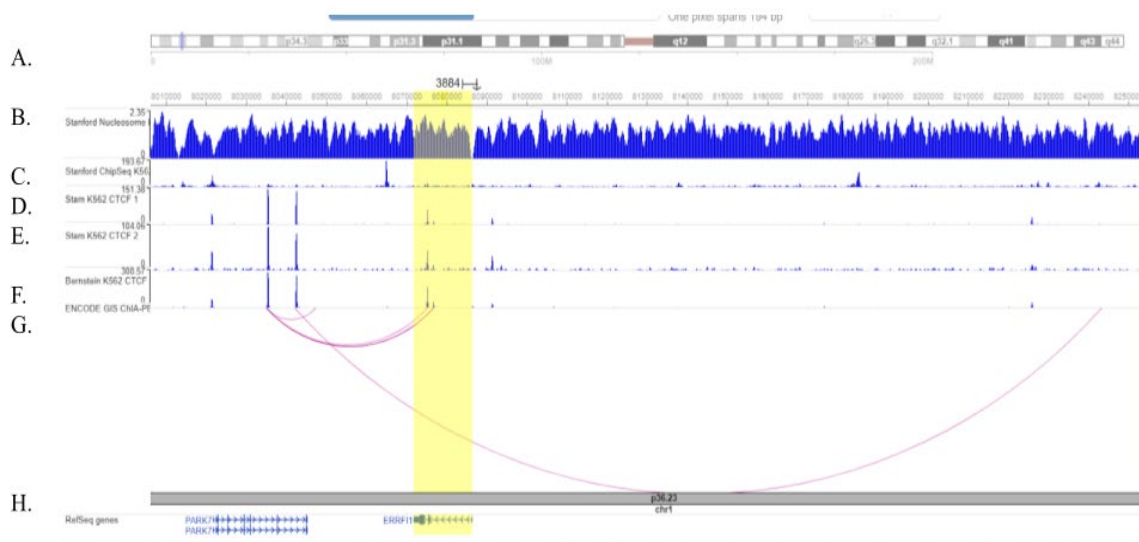 One pixel spans 194 bp
p34.3 p33 p31.3 p31.1 q12 q25.3 q32.1 q41 q43 q44
A.
0 100M 200M
3884
8010000 8020000 8030000 8040000 8050000 8060000 8070000 8080000 8090000 8100000 8110000 8120000 8130000 8140000 8150000 8160000 8170000 8180000 8190000 8200000 8210000 8220000 8230000 8240000
B.
2.35
Stanford Nucleosome
0
193.67
C.
Stanford ChipSeq K56
0
151.38
D.
Stam K562 CTCF 1
0
104.06
E.
Stam K562 CTCF 2
0
308.57
Bernstein K562 CTCF
F.
0
ENCODE GIS ChIA-PE
G.
H.
p36.23
chr1
RefSeq genes
PARK7 ERRFI1
PARK7